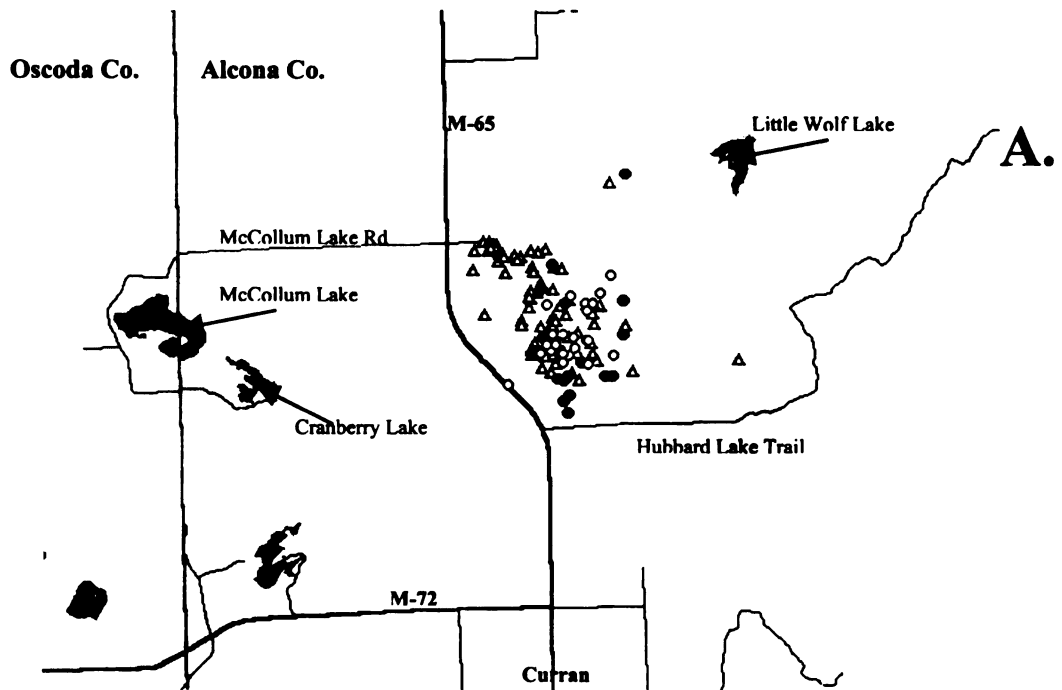 Oscoda Co.
Alcona Co.
M-65
Little Wolf Lake
A.
McCollum Lake Rd
McCollum Lake
Cranberry Lake
Hubbard Lake Trail
M-72
Curran